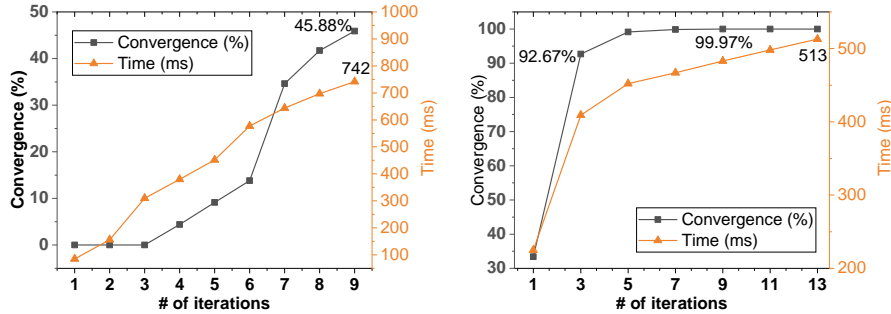 50
40
30
20
10
0
Convergence (%)
Convergence (%)
Time (ms)
45.88%
742
1000
900
800
700
600
500
400
300
200
100
Time (ms)
1 2 3 4 5 6 7 8 9
# of iterations
100
90
80
70
60
50
40
30
Convergence (%)
92.67%
99.97%
513
Convergence (%)
Time (ms)
500
400
300
200
Time (ms)
1 3 5 7 9 11 13
# of iterations